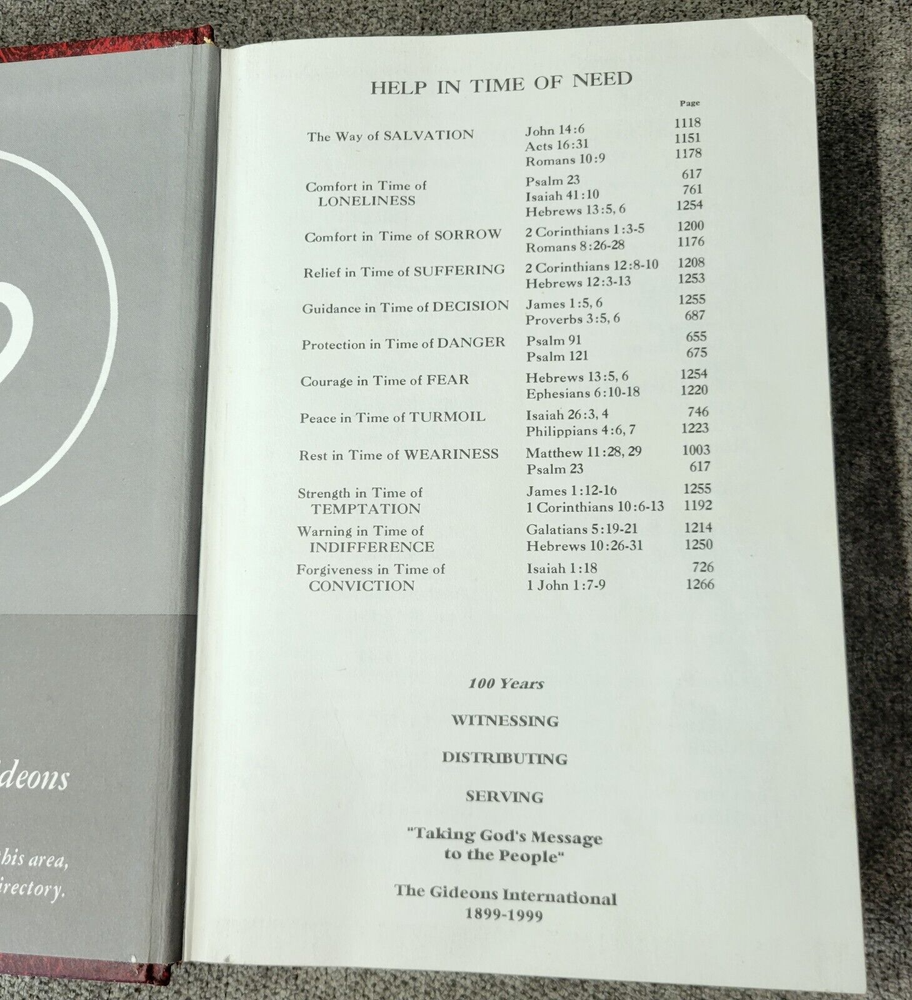 HELP IN TIME OF NEED
Page
The Way of SALVATION John 14:6 1118
Acts 16:31 1151
Romans 10:9 1178
Comfort in Time of Psalm 23 617
LONELINESS Isaiah 41:10 761
Hebrews 13:5, 6 1254
Comfort in Time of SORROW 2 Corinthians 1:3-5 1200
Romans 8:26-28 1176
Relief in Time of SUFFERING 2 Corinthians 12:8-10 1208
Hebrews 12:3-13 1253
Guidance in Time of DECISION James 1:5, 6 1255
Proverbs 3:5, 6 687
Protection in Time of DANGER Psalm 91 655
Psalm 121 675
Courage in Time of FEAR Hebrews 13:5, 6 1254
Ephesians 6:10-18 1220
Peace in Time of TURMOIL Isaiah 26:3, 4 746
Philippians 4:6, 7 1223
Rest in Time of WEARINESS Matthew 11:28, 29 1003
Psalm 23 617
Strength in Time of James 1:12-16 1255
TEMPTATION 1 Corinthians 10:6-13 1192
Warning in Time of Galatians 5:19-21 1214
INDIFFERENCE Hebrews 10:26-31 1250
Forgiveness in Time of Isaiah 1:18 726
CONVICTION 1 John 1:7-9 1266
100 Years
WITNESSING
DISTRIBUTING
SERVING
"Taking God's Message
to the People"
The Gideons International
1899-1999
deons
his area,
irectory.